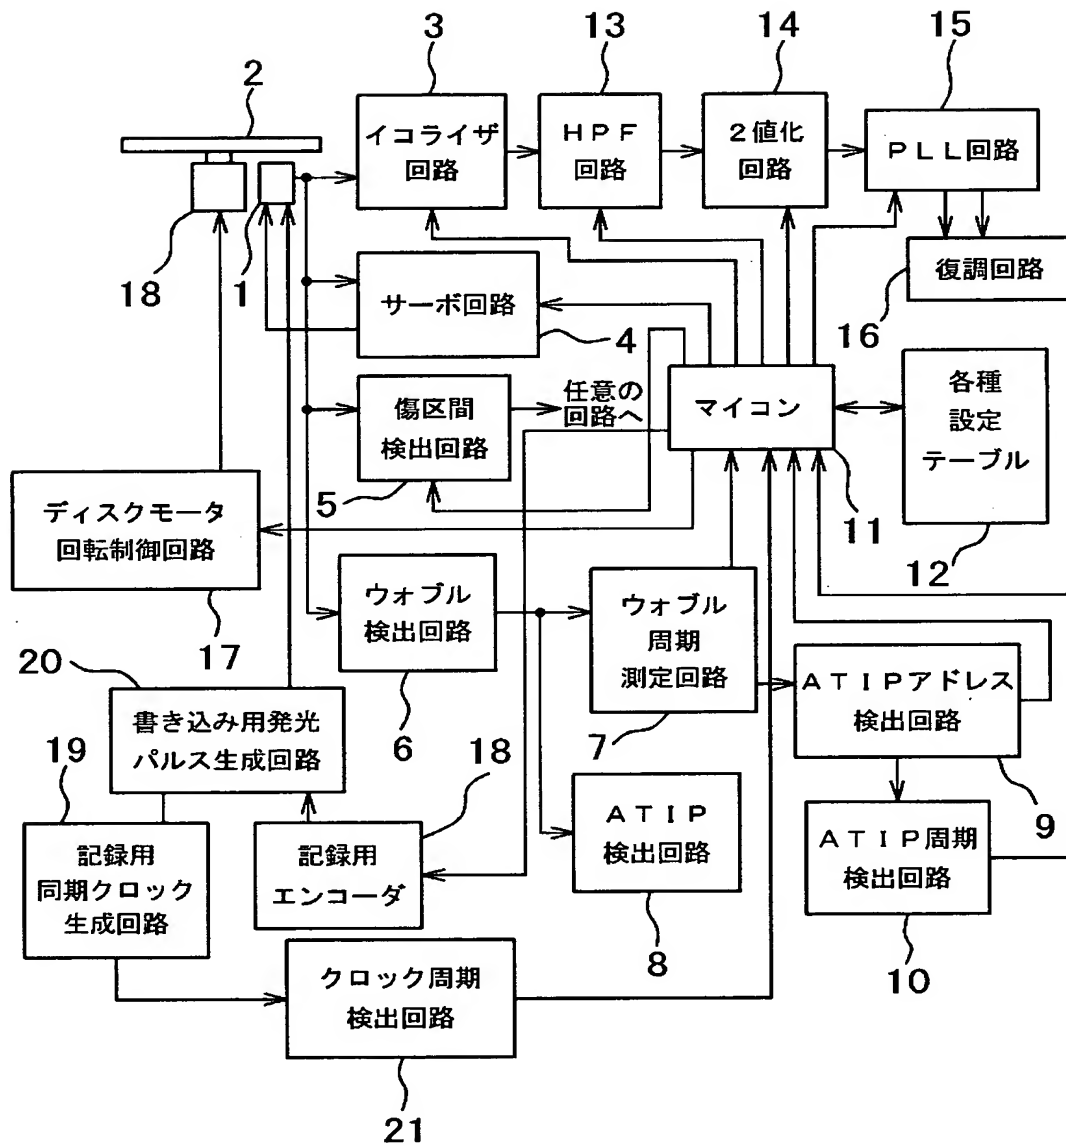 3
13
14
15
2
イコライザ
回路
HPF
回路
2値化
回路
PLL回路
18
1
サーボ回路
4
復調回路
16
傷区間
検出回路
5
任意の
回路へ
マイコン
11
各種
設定
テーブル
12
ディスクモータ
回転制御回路
17
ウォブル
検出回路
6
ウォブル
周期
測定回路
7
ATIPアドレス
検出回路
9
20
書き込み用発光
パルス生成回路
19
記録用
同期クロック
生成回路
18
記録用
エンコーダ
ATIP
検出回路
8
ATIP周期
検出回路
10
クロック周期
検出回路
21